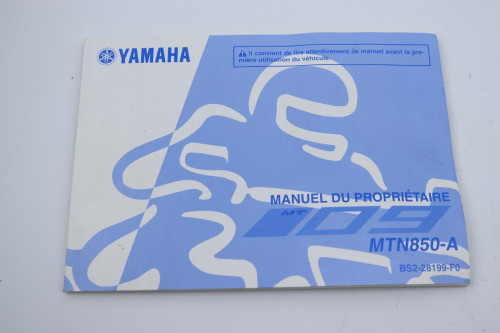 YAMAHA
Il convient de lire attentivement de manuel avant la pre-
mière utilisation du véhicule.
MANUEL DU PROPRIÉTAIRE
MT 09
MTN850-A
BS2-28199-F0